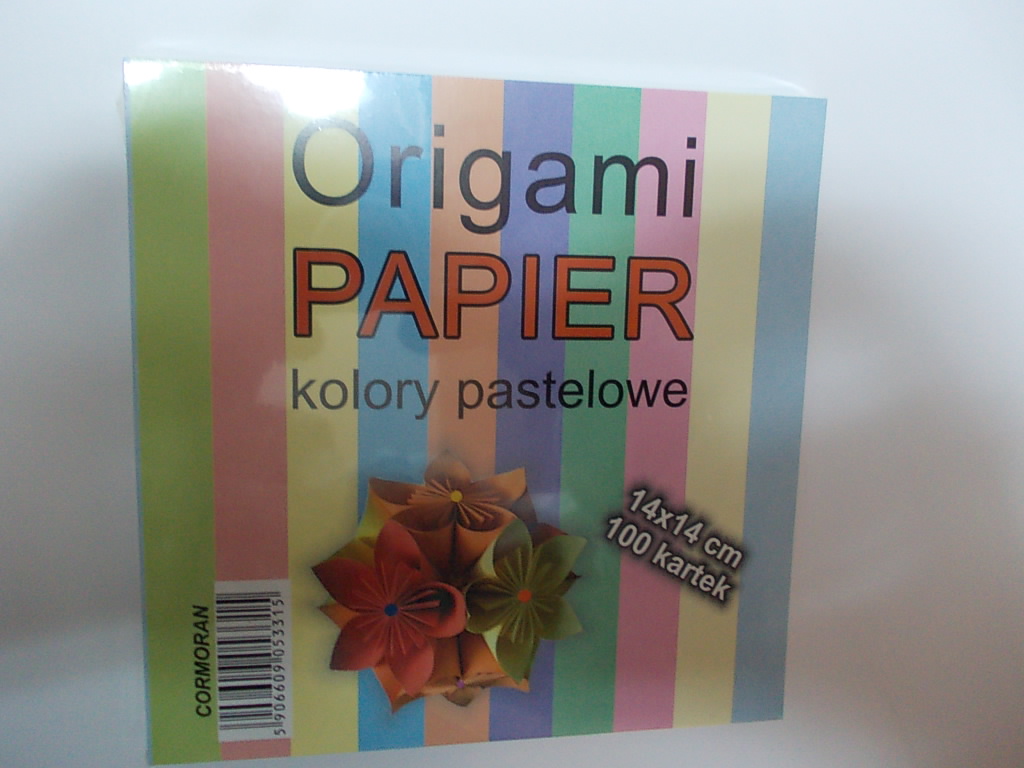 Origami
PAPIER
kolory pastelowe
14x14 cm
100 kartek
CORMORAN
5 906609 053315